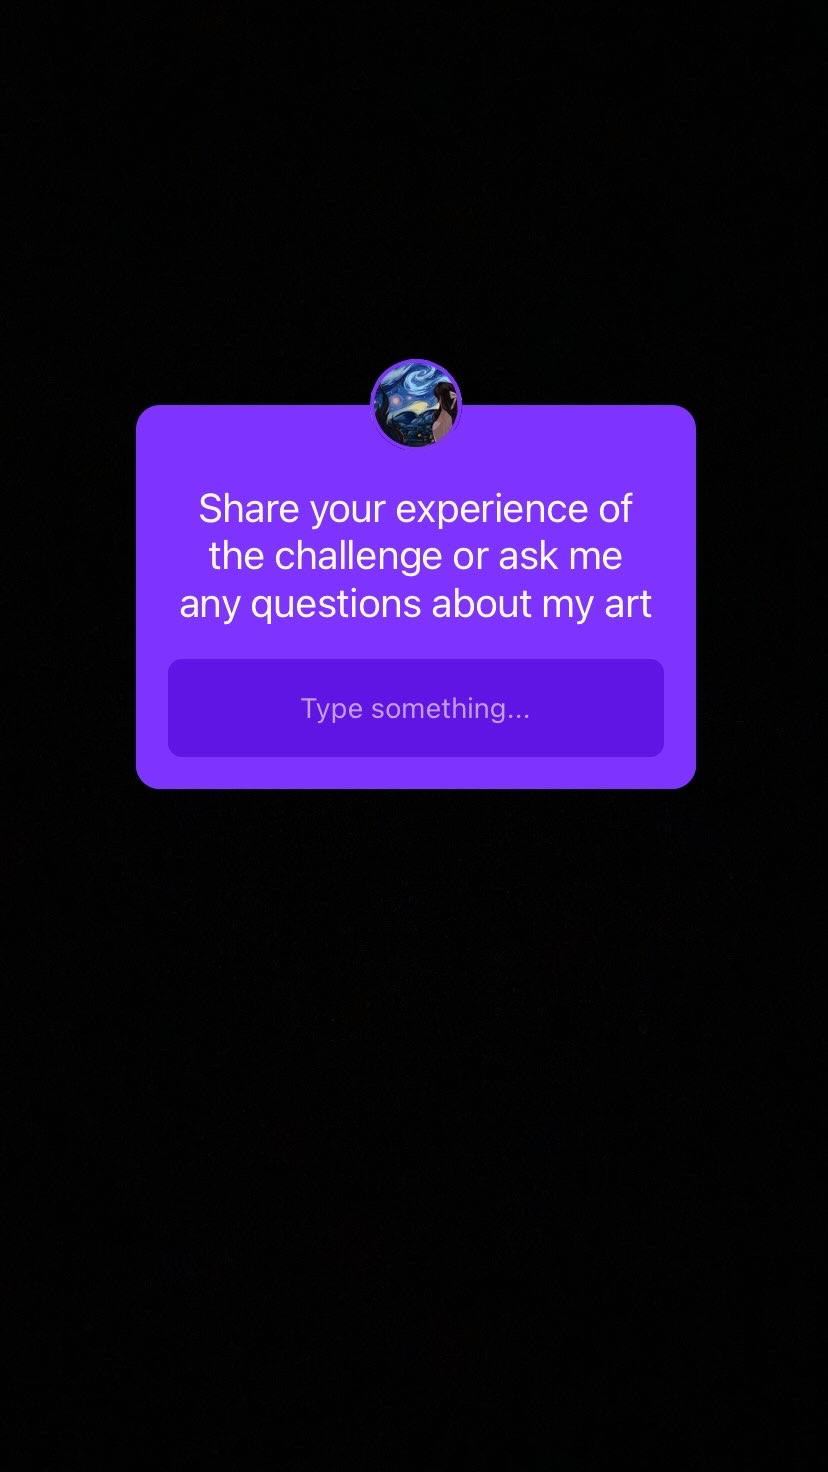 Share your experience of
the challenge or ask me
any questions about my art
Type something...